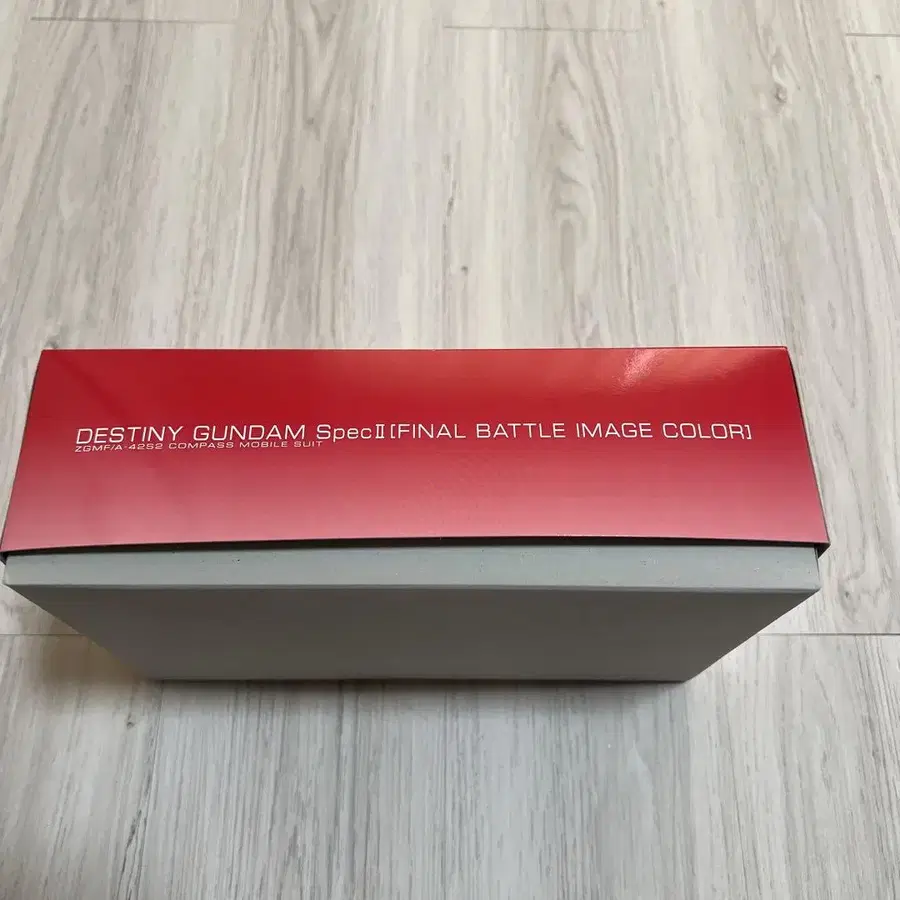 DESTINY GUNDAM SpecⅡ[FINAL BATTLE IMAGE COLOR]
ZGMF/A-42S2 COMPASS MOBILE SUIT